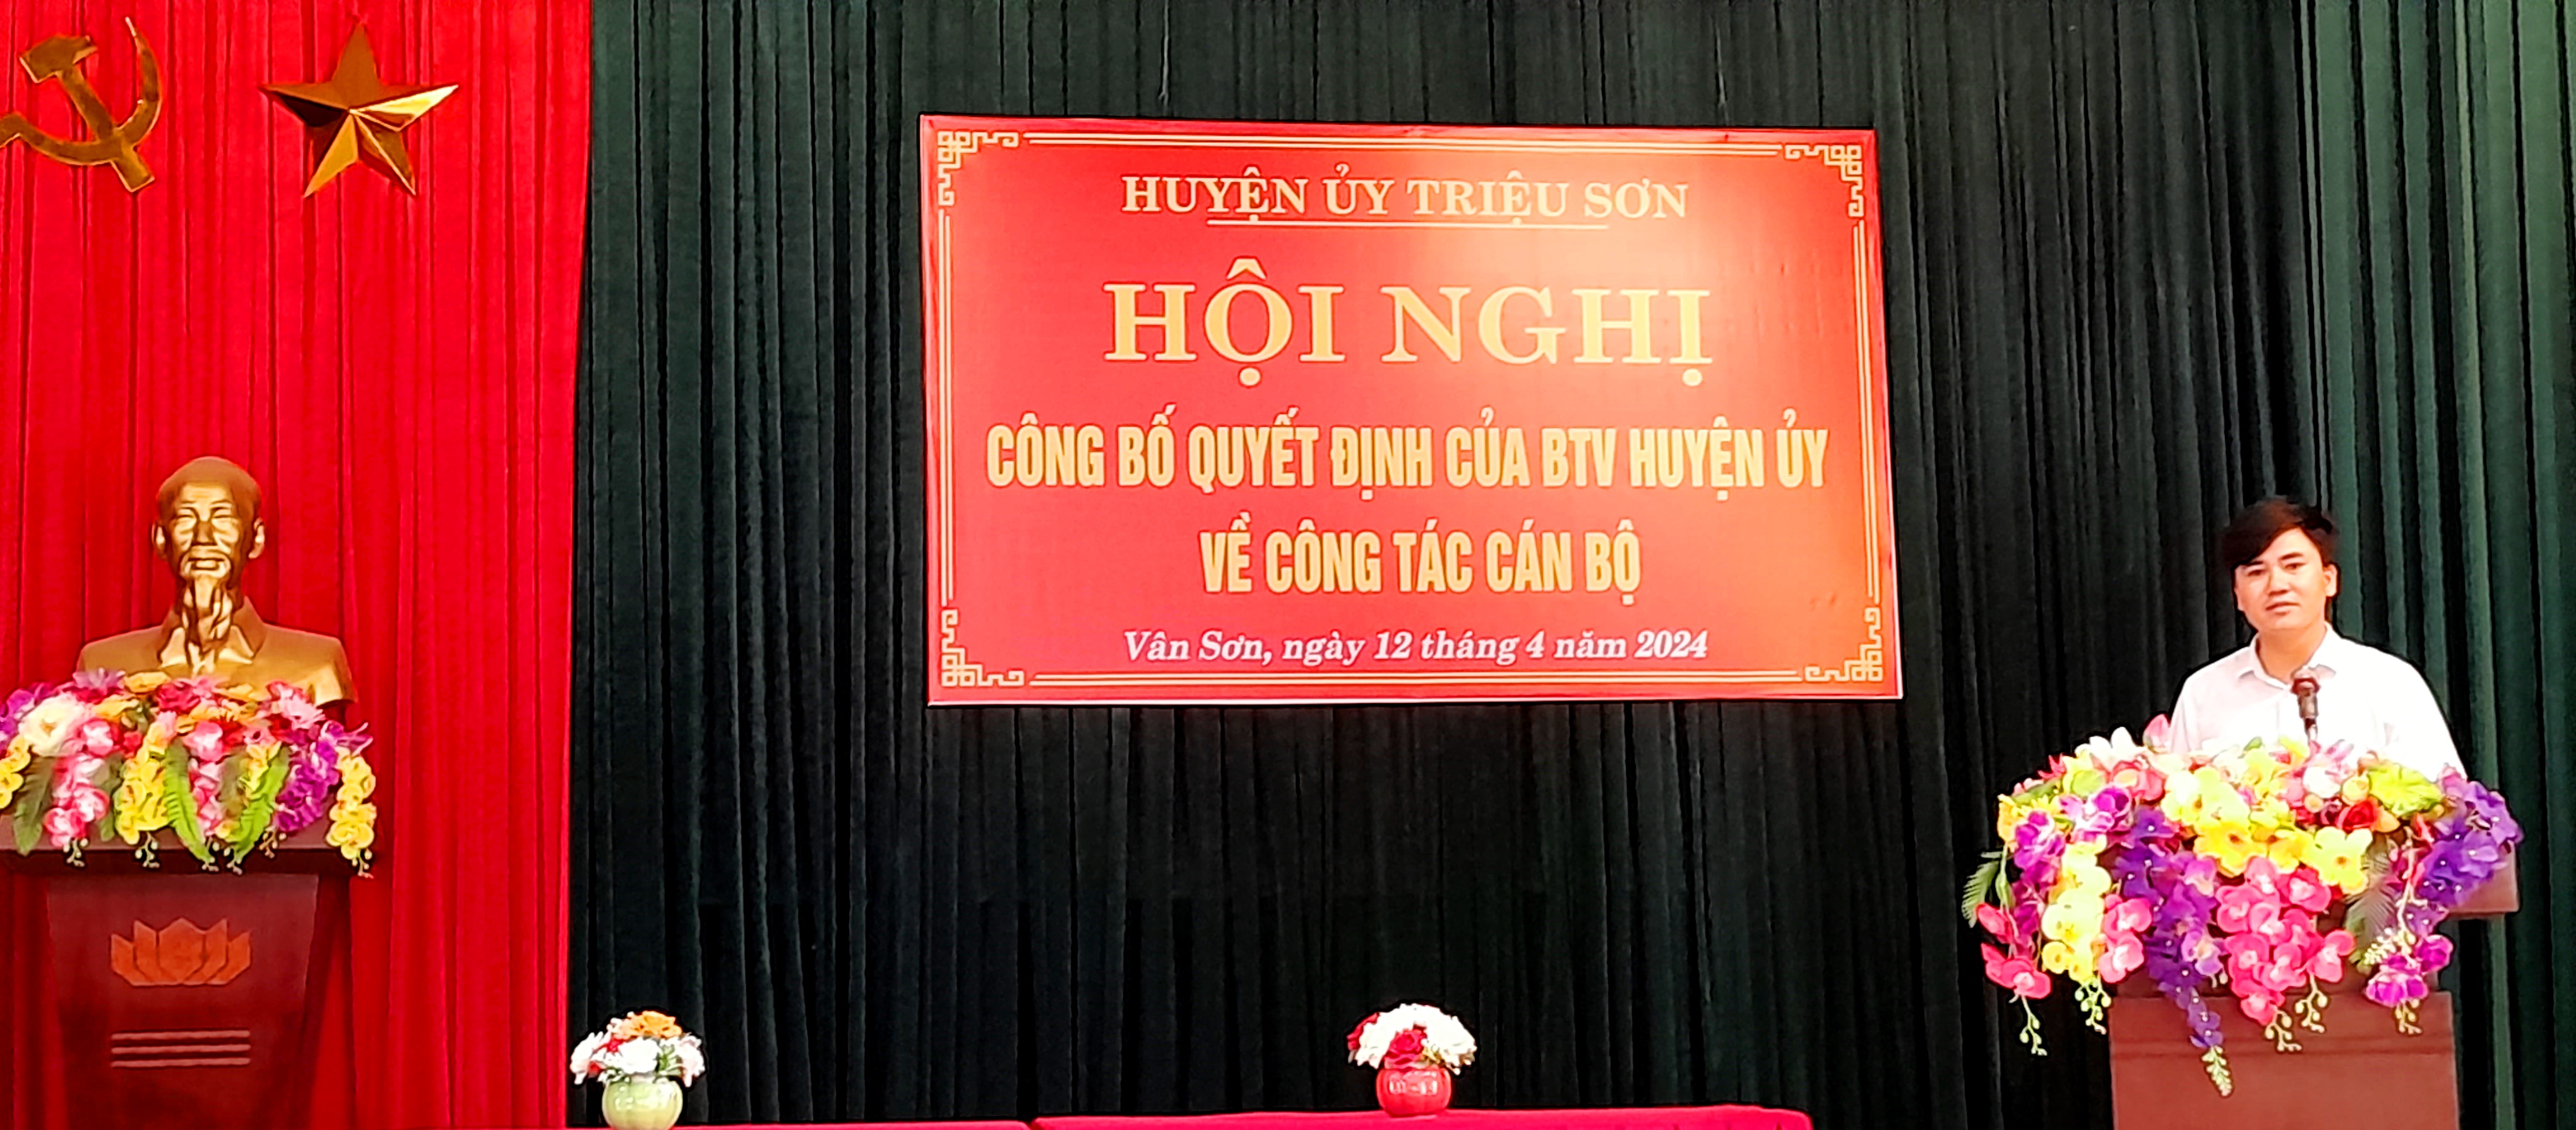 HUYỆN ỦY TRIỆU SƠN
HỘI NGHỊ
CÔNG BỐ QUYẾT ĐỊNH CỦA BTV HUYỆN ỦY
VỀ CÔNG TÁC CÁN BỘ
Vân Sơn, ngày 12 tháng 4 năm 2024